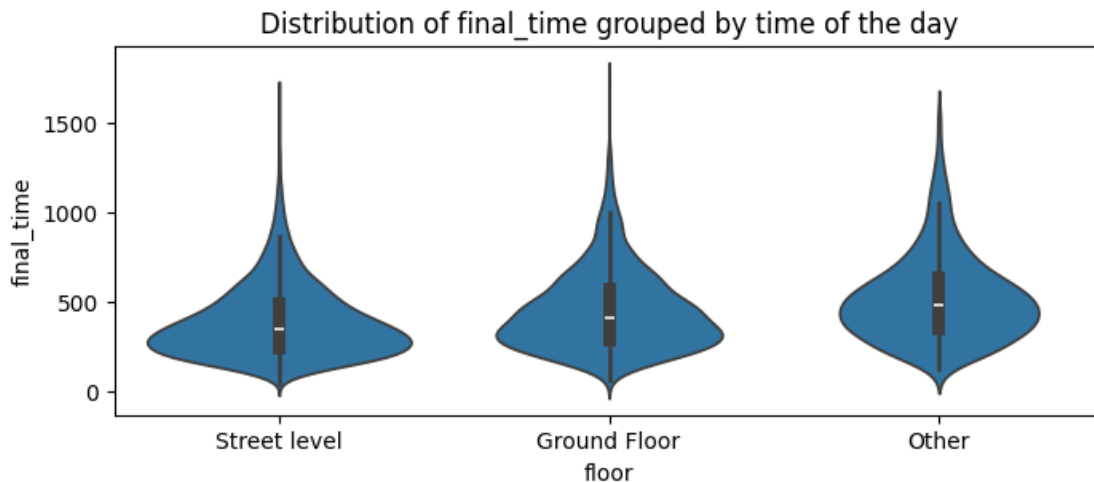 Distribution of final_time grouped by time of the day
1500
1000
500
0
final_time
Street level
Ground Floor
Other
floor